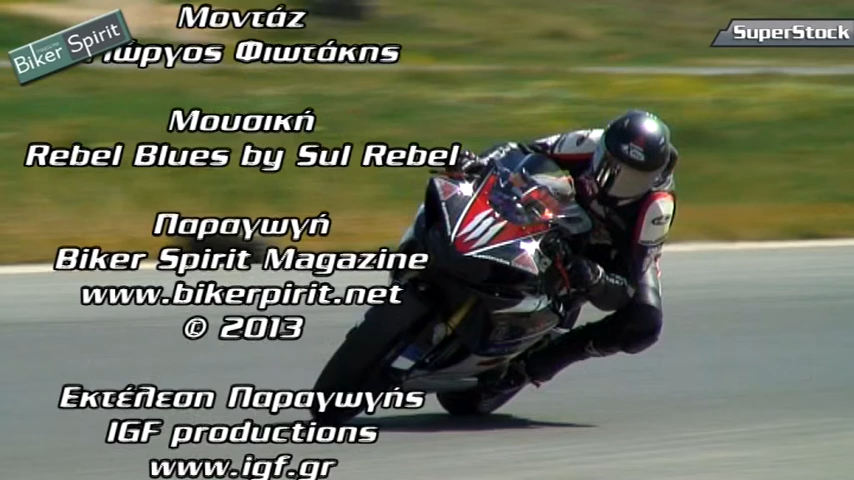 Μοντάζ
Γιώργος Φιωτάκης
Biker Spirit
SuperStock
Μουσική
Rebel Blues by Sul Rebel
Παραγωγή
Biker Spirit Magazine
www.bikerpirit.net
© 2013
Εκτέλεση Παραγωγής
IGF productions
www.igf.gr